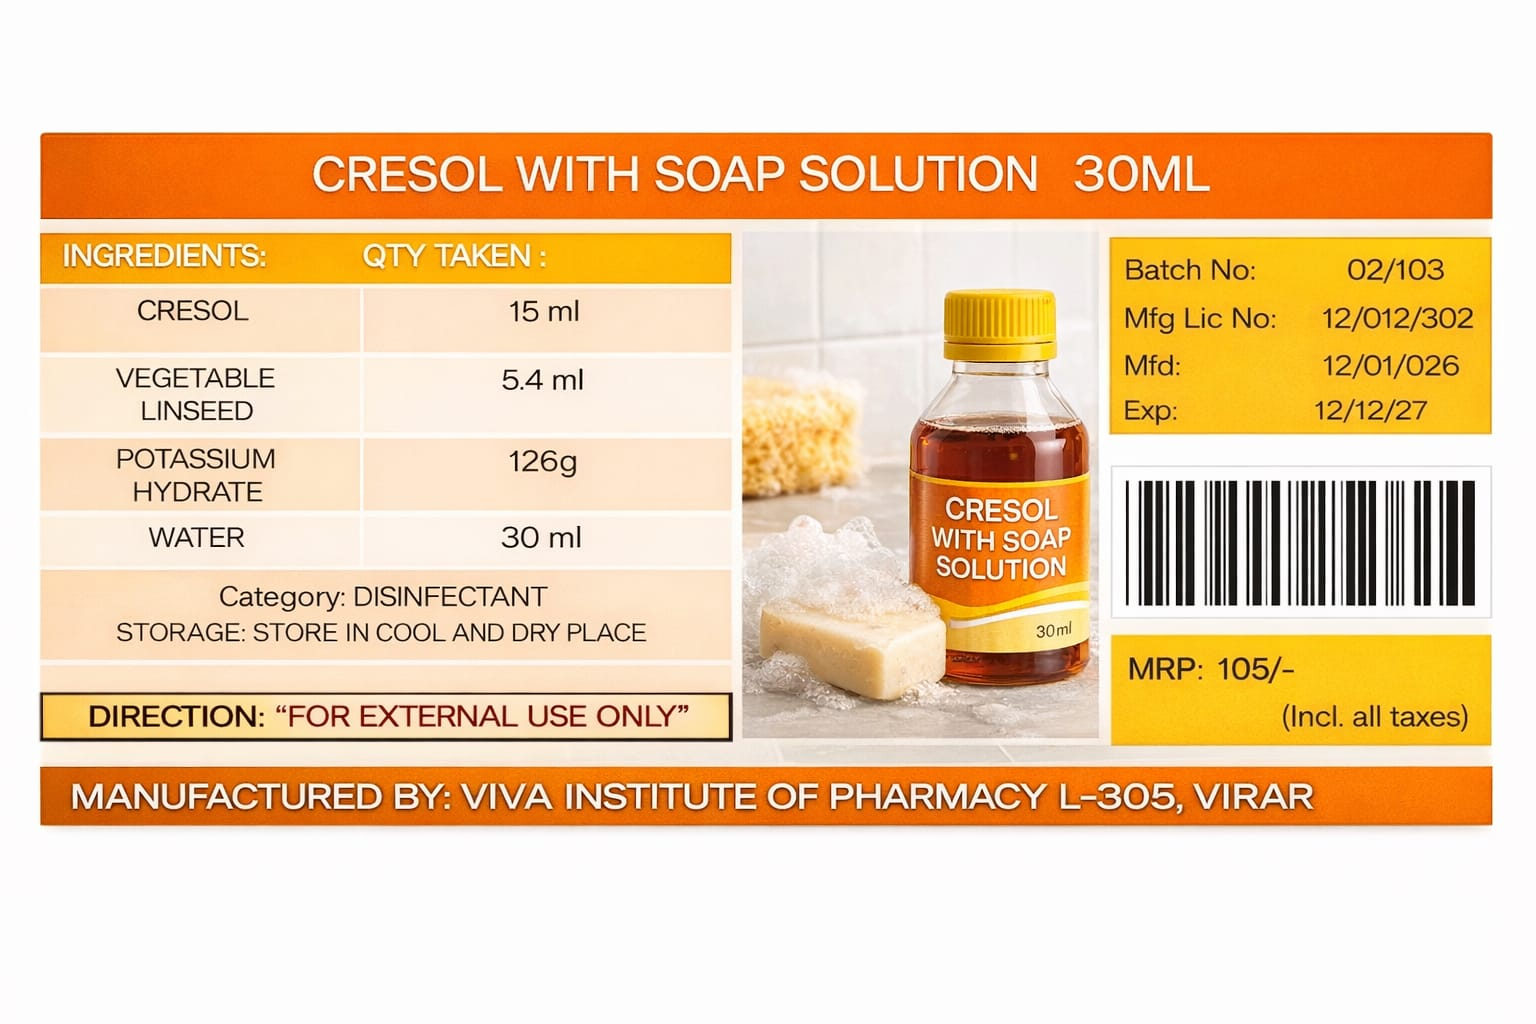 CRESOL WITH SOAP SOLUTION 30ML
INGREDIENTS: QTY TAKEN :
CRESOL 15 ml
VEGETABLE LINSEED 5.4 ml
POTASSIUM HYDRATE 126g
WATER 30 ml
Category: DISINFECTANT
STORAGE: STORE IN COOL AND DRY PLACE
DIRECTION: “FOR EXTERNAL USE ONLY”
CRESOL
WITH SOAP
SOLUTION
30ml
Batch No: 02/103
Mfg Lic No: 12/012/302
Mfd: 12/01/026
Exp: 12/12/27
MRP: 105/-
(Incl. all taxes)
MANUFACTURED BY: VIVA INSTITUTE OF PHARMACY L-305, VIRAR